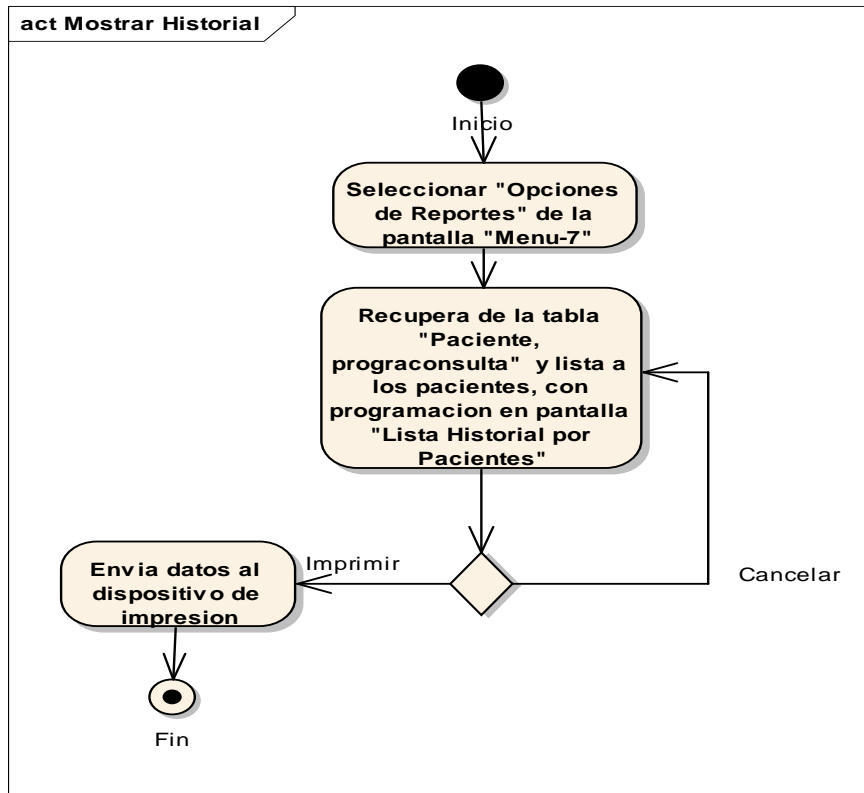 act Mostrar Historial
Inicio
Seleccionar "Opciones
de Reportes" de la
pantalla "Menu-7"
Recupera de la tabla
"Paciente,
prograconsulta" y lista a
los pacientes, con
programacion en pantalla
"Lista Historial por
Pacientes"
Imprimir
Cancelar
Envia datos al
dispositivo de
impresion
Fin